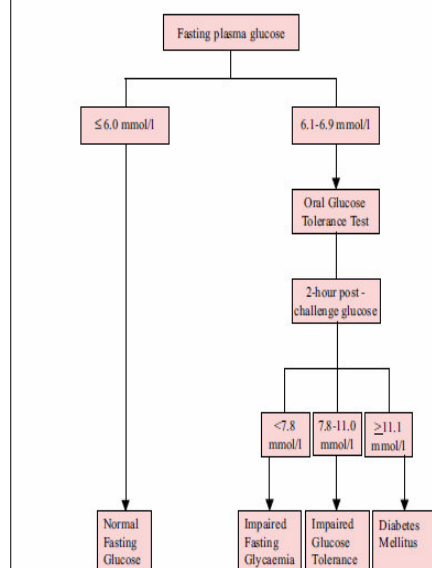 Fasting plasma glucose
≤6.0 mmol/l
6.1-6.9 mmol/l
Oral Glucose
Tolerance Test
2-hour post -
challenge glucose
<7.8
mmol/l
7.8-11.0
mmol/l
≥11.1
mmol/l
Normal
Fasting
Glucose
Impaired
Fasting
Glycaemia
Impaired
Glucose
Tolerance
Diabetes
Mellitus